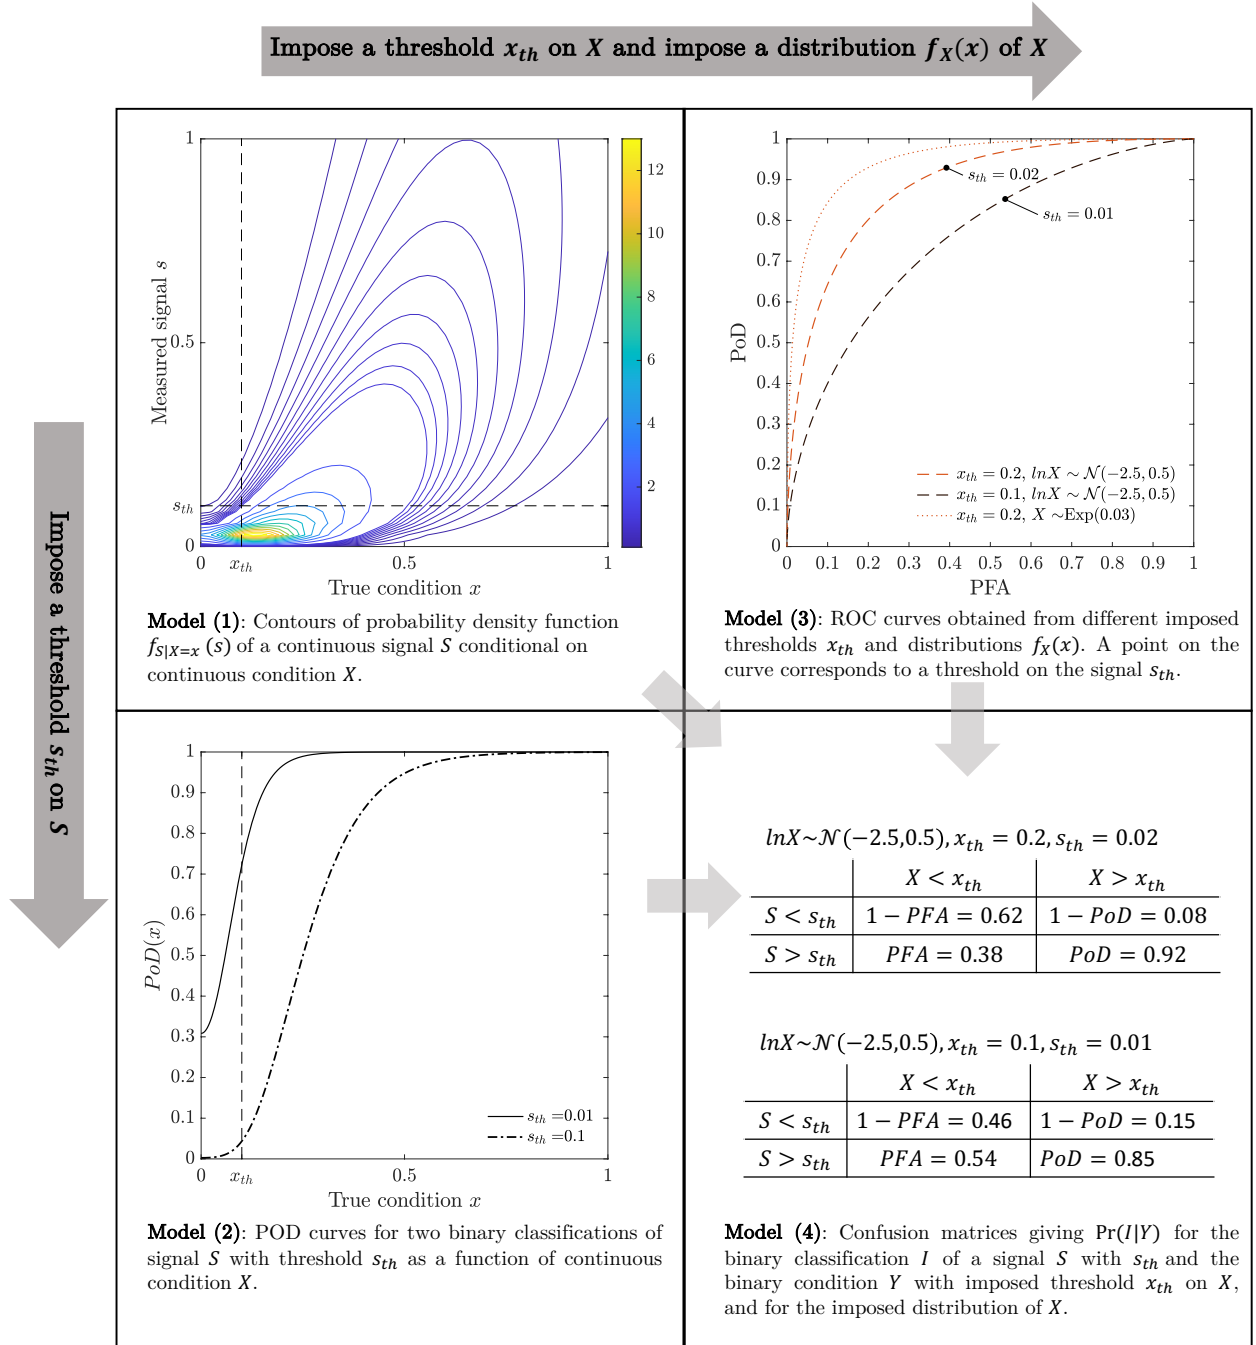 Impose a threshold x_th on X and impose a distribution f_X(x) of X
Impose a threshold s_th on S
1
0.5
s_th
0
Measured signal s
0
x_th
0.5
1
True condition x
12
10
8
6
4
2
Model (1): Contours of probability density function
f_{S|X=x}(s) of a continuous signal S conditional on
continuous condition X.
1
0.9
0.8
0.7
0.6
0.5
0.4
0.3
0.2
0.1
0
PoD
s_th = 0.02
s_th = 0.01
x_th = 0.2, lnX ∼ N(−2.5, 0.5)
x_th = 0.1, lnX ∼ N(−2.5, 0.5)
x_th = 0.2, X ∼Exp(0.03)
0 0.1 0.2 0.3 0.4 0.5 0.6 0.7 0.8 0.9 1
PFA
Model (3): ROC curves obtained from different imposed
thresholds x_th and distributions f_X(x). A point on the
curve corresponds to a threshold on the signal s_th.
1
0.9
0.8
0.7
0.6
0.5
0.4
0.3
0.2
0.1
0
PoD(x)
s_th =0.01
s_th =0.1
0
x_th
0.5
1
True condition x
Model (2): POD curves for two binary classifications of
signal S with threshold s_th as a function of continuous
condition X.
lnX~N(−2.5,0.5), x_th = 0.2, s_th = 0.02
X < x_th X > x_th
S < s_th 1 − PFA = 0.62 1 − PoD = 0.08
S > s_th PFA = 0.38 PoD = 0.92
lnX~N(−2.5,0.5), x_th = 0.1, s_th = 0.01
X < x_th X > x_th
S < s_th 1 − PFA = 0.46 1 − PoD = 0.15
S > s_th PFA = 0.54 PoD = 0.85
Model (4): Confusion matrices giving Pr(I|Y) for the
binary classification I of a signal S with s_th and the
binary condition Y with imposed threshold x_th on X,
and for the imposed distribution of X.